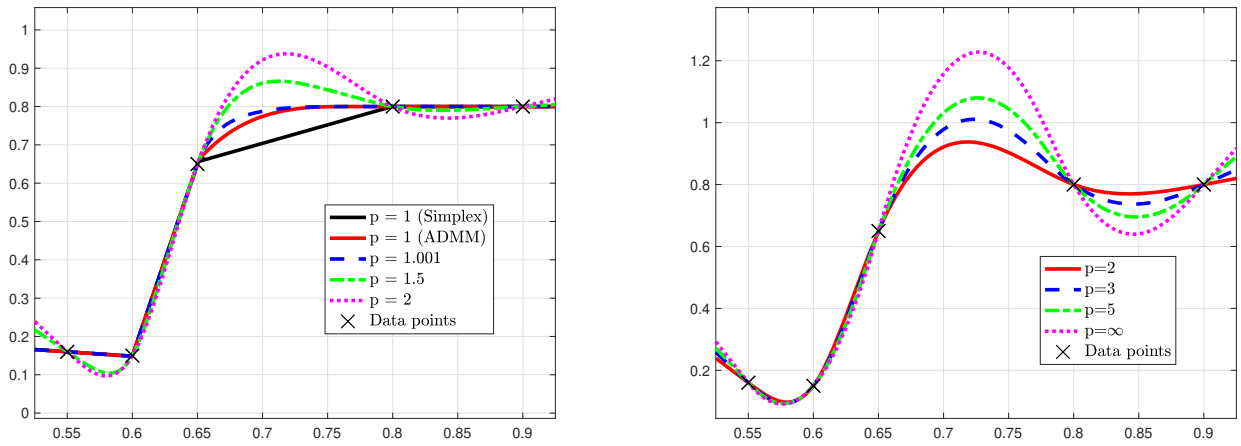 1
0.9
0.8
0.7
0.6
0.5
0.4
0.3
0.2
0.1
0
0.55 0.6 0.65 0.7 0.75 0.8 0.85 0.9
p = 1 (Simplex)
p = 1 (ADMM)
p = 1.001
p = 1.5
p = 2
Data points
1.2
1
0.8
0.6
0.4
0.2
0.55 0.6 0.65 0.7 0.75 0.8 0.85 0.9
p=2
p=3
p=5
p=∞
Data points